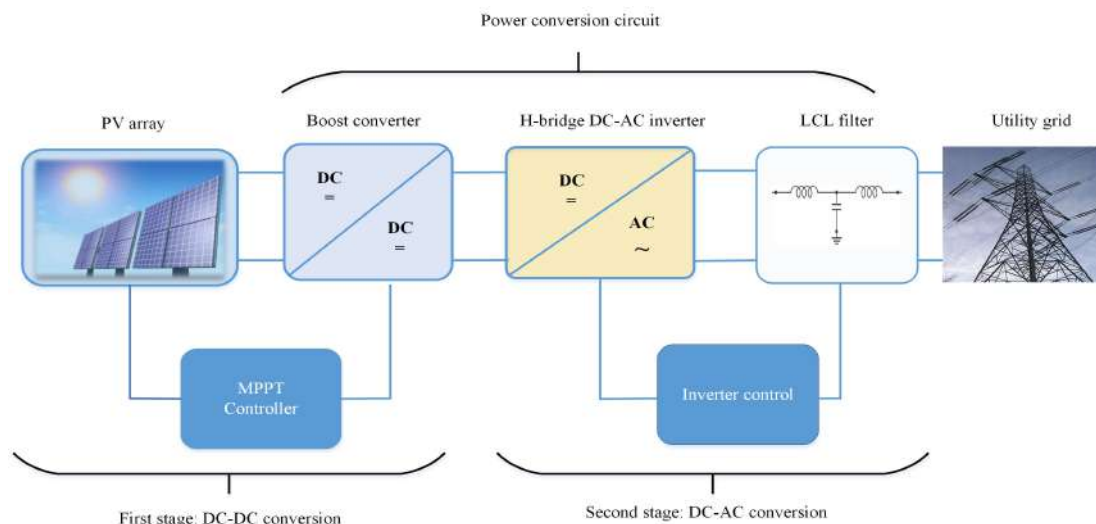 Power conversion circuit
PV array
Boost converter
H-bridge DC-AC inverter
LCL filter
Utility grid
DC
=
DC
=
DC
=
AC
~
MPPT
Controller
Inverter control
First stage: DC-DC conversion
Second stage: DC-AC conversion